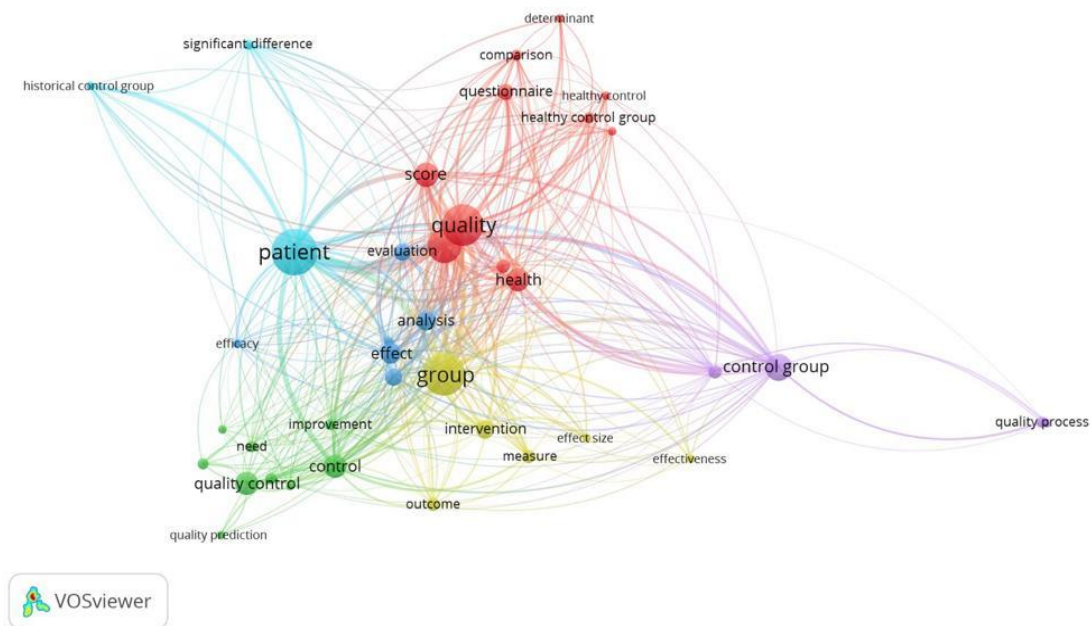 determinant
significant difference
comparison
historical control group
questionnaire
healthy control
healthy control group
score
quality
patient
evaluation
health
analysis
efficacy
effect
control group
group
quality process
improvement
intervention
effect size
need
measure
effectiveness
control
quality control
outcome
quality prediction
VOSviewer